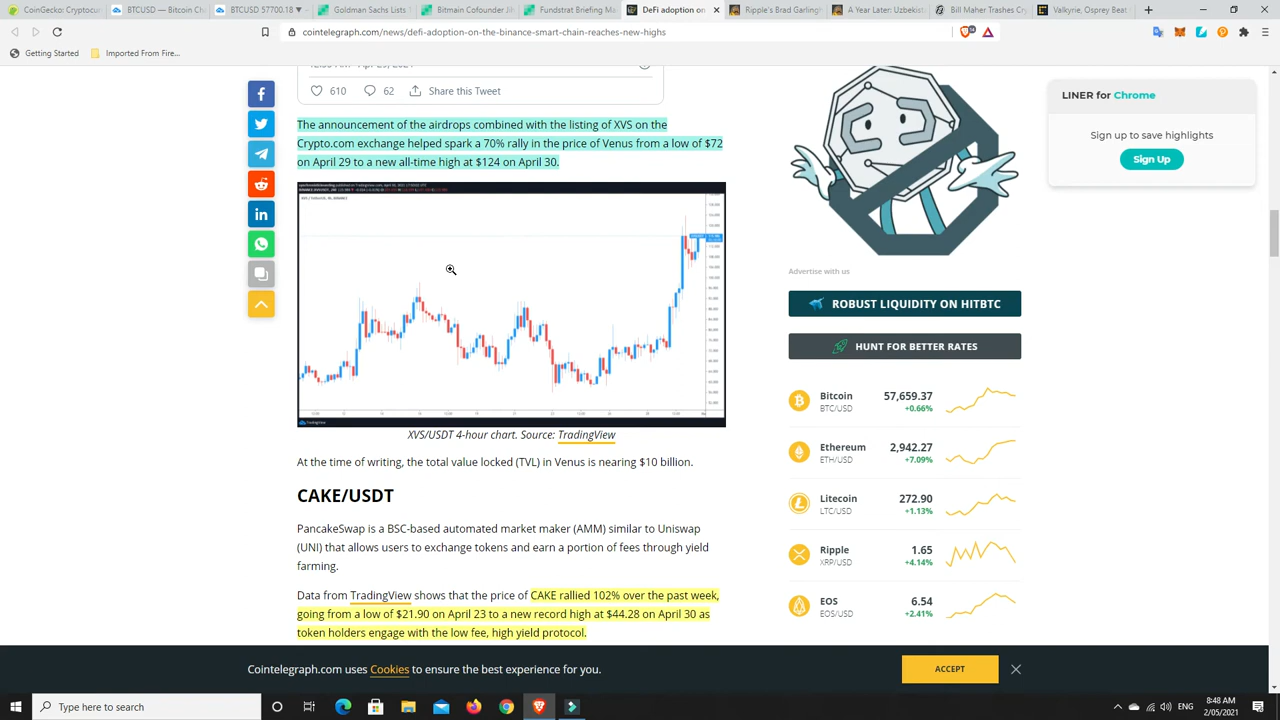 CoinGecko: Cryptocur
BTCUSD — Bitcoin Cha
BTCUSD 57700.18 ▼
Goldman Sachs Lists
Bitmain Cofounder Jih
Fundstrat Briefing Ma
DeFi adoption on
Ripple's Brad Garling
A Year Later: Uzbekist
Bill Maher Trashes Cry
Valkyrie, Osprey Beat
cointelegraph.com/news/defi-adoption-on-the-binance-smart-chain-reaches-new-highs
Getting Started
Imported From Fire...
610
62
Share this Tweet
The announcement of the airdrops combined with the listing of XVS on the
Crypto.com exchange helped spark a 70% rally in the price of Venus from a low of $72
on April 29 to a new all-time high at $124 on April 30.
TradingView
XVS/USDT 4-hour chart. Source: TradingView
At the time of writing, the total value locked (TVL) in Venus is nearing $10 billion.
CAKE/USDT
PancakeSwap is a BSC-based automated market maker (AMM) similar to Uniswap
(UNI) that allows users to exchange tokens and earn a portion of fees through yield
farming.
Data from TradingView shows that the price of CAKE rallied 102% over the past week,
going from a low of $21.90 on April 23 to a new record high at $44.28 on April 30 as
token holders engage with the low fee, high yield protocol.
Advertise with us
ROBUST LIQUIDITY ON HITBTC
HUNT FOR BETTER RATES
Bitcoin 57,659.37
BTC/USD +0.66%
Ethereum 2,942.27
ETH/USD +7.09%
Litecoin 272.90
LTC/USD +1.13%
Ripple 1.65
XRP/USD +4.14%
EOS 6.54
EOS/USD +2.41%
LINER for Chrome
Sign up to save highlights
Sign Up
Cointelegraph.com uses Cookies to ensure the best experience for you.
ACCEPT
Type here to search
ENG
8:48 AM
2/05/2021